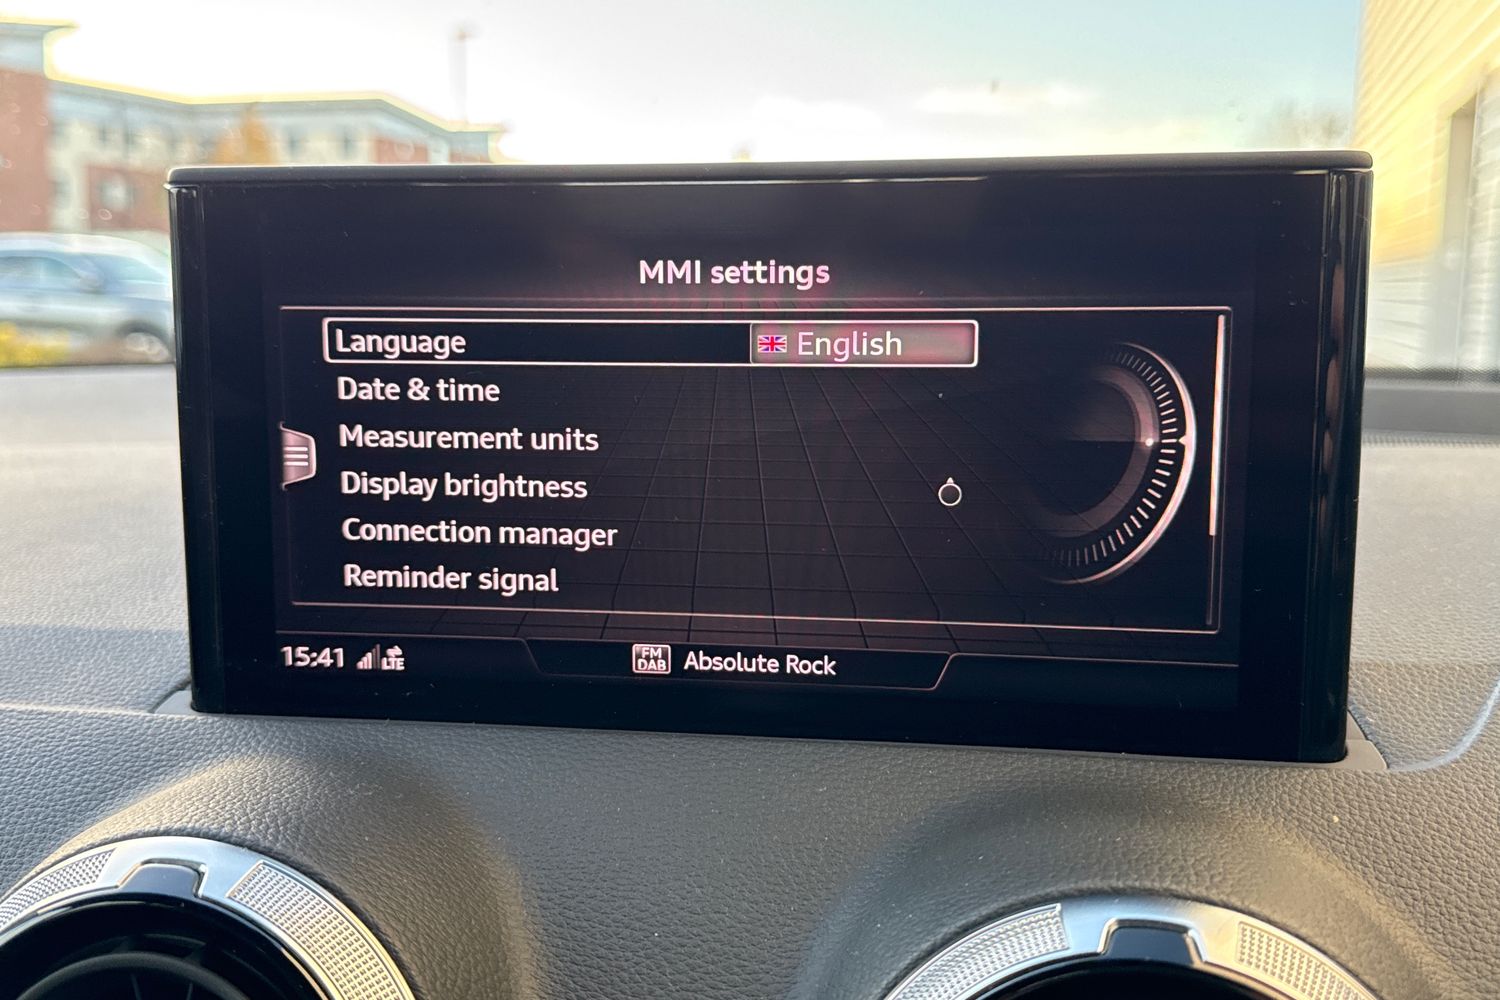 MMI settings
Language English
Date & time
Measurement units
Display brightness
Connection manager
Reminder signal
15:41 LTE FM DAB Absolute Rock